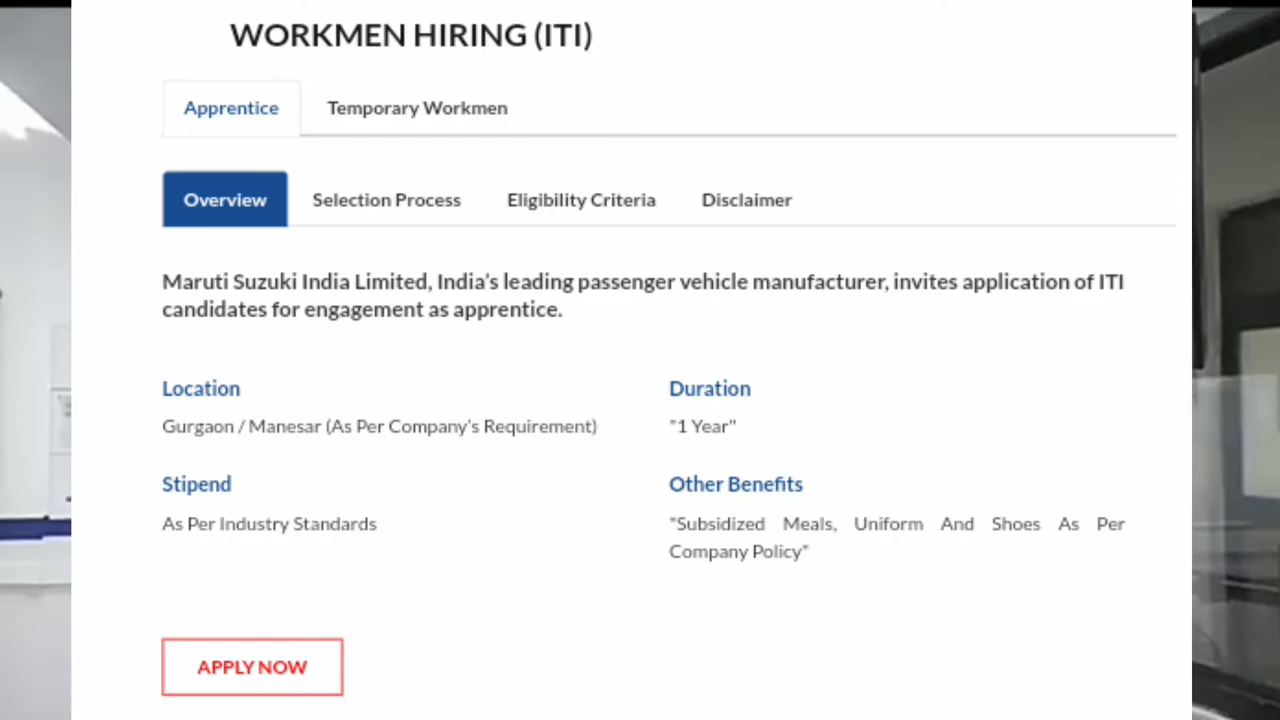 WORKMEN HIRING (ITI)
Apprentice Temporary Workmen
Overview Selection Process Eligibility Criteria Disclaimer
Maruti Suzuki India Limited, India's leading passenger vehicle manufacturer, invites application of ITI
candidates for engagement as apprentice.
Location
Gurgaon / Manesar (As Per Company's Requirement)
Duration
"1 Year"
Stipend
As Per Industry Standards
Other Benefits
"Subsidized Meals, Uniform And Shoes As Per
Company Policy"
APPLY NOW